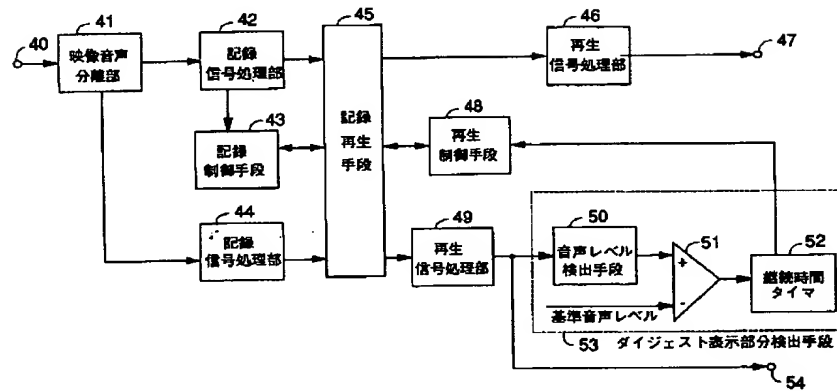 40
41
映像音声
分離部
42
記録
信号処理部
43
記録
制御手段
44
記録
信号処理部
45
記録
再生
手段
46
再生
信号処理部
47
48
再生
制御手段
49
再生
信号処理部
50
音声レベル
検出手段
51
+
-
基準音声レベル
52
継続時間
タイマ
53 ダイジェスト表示部分検出手段
54